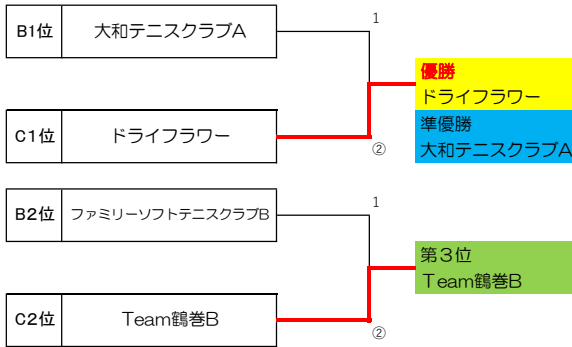 B1位 大和テニスクラブA
1
優勝
ドライフラワー
C1位 ドライフラワー
②
準優勝
大和テニスクラブA
B2位 ファミリーソフトテニスクラブB
1
第3位
Team鶴巻B
C2位 Team鶴巻B
②